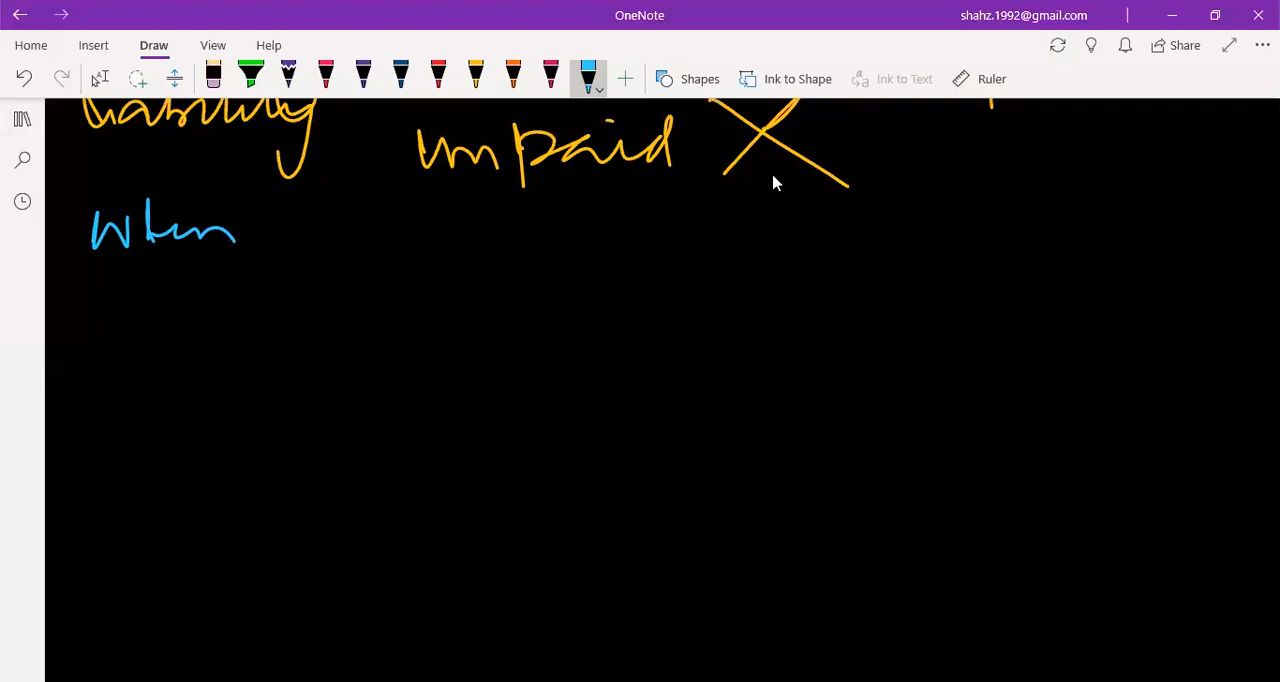 OneNote
shahz.1992@gmail.com
Home Insert Draw View Help
Share
Shapes Ink to Shape Ink to Text Ruler
liability
unpaid X
when